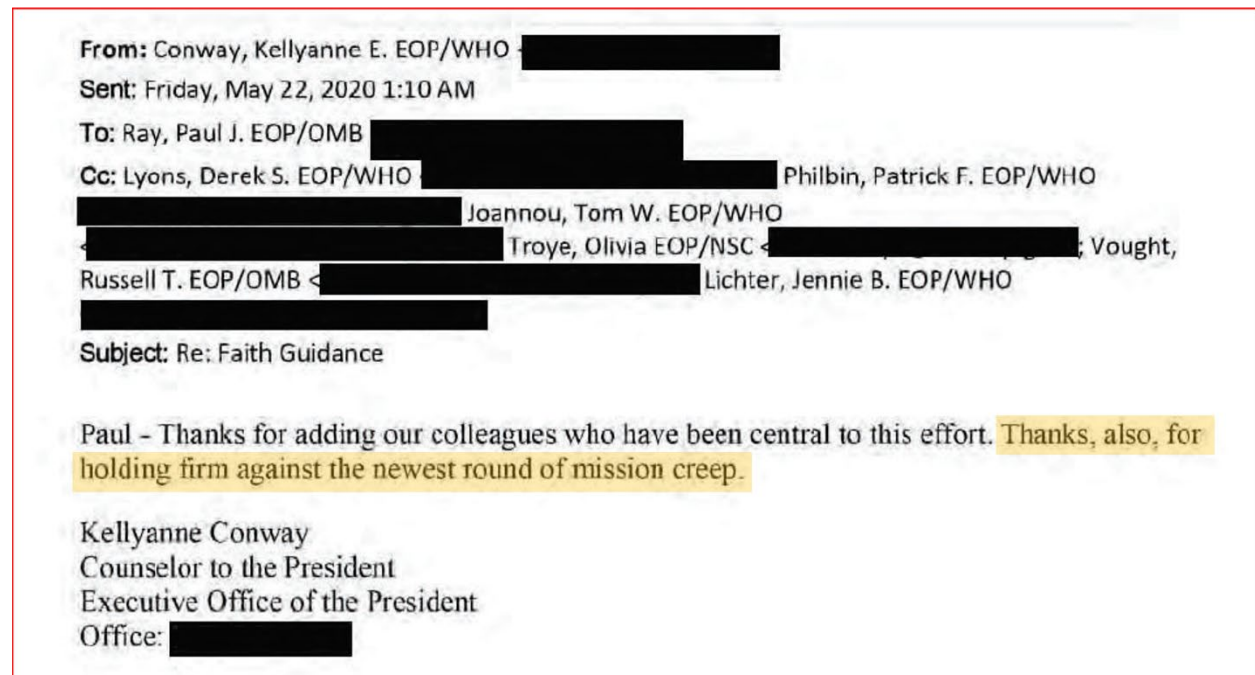 From: Conway, Kellyanne E. EOP/WHO
Sent: Friday, May 22, 2020 1:10 AM
To: Ray, Paul J. EOP/OMB
Cc: Lyons, Derek S. EOP/WHO Philbin, Patrick F. EOP/WHO
Joannou, Tom W. EOP/WHO
< Troye, Olivia EOP/NSC < ; Vought,
Russell T. EOP/OMB < Lichter, Jennie B. EOP/WHO
Subject: Re: Faith Guidance
Paul - Thanks for adding our colleagues who have been central to this effort. Thanks, also, for
holding firm against the newest round of mission creep.
Kellyanne Conway
Counselor to the President
Executive Office of the President
Office: